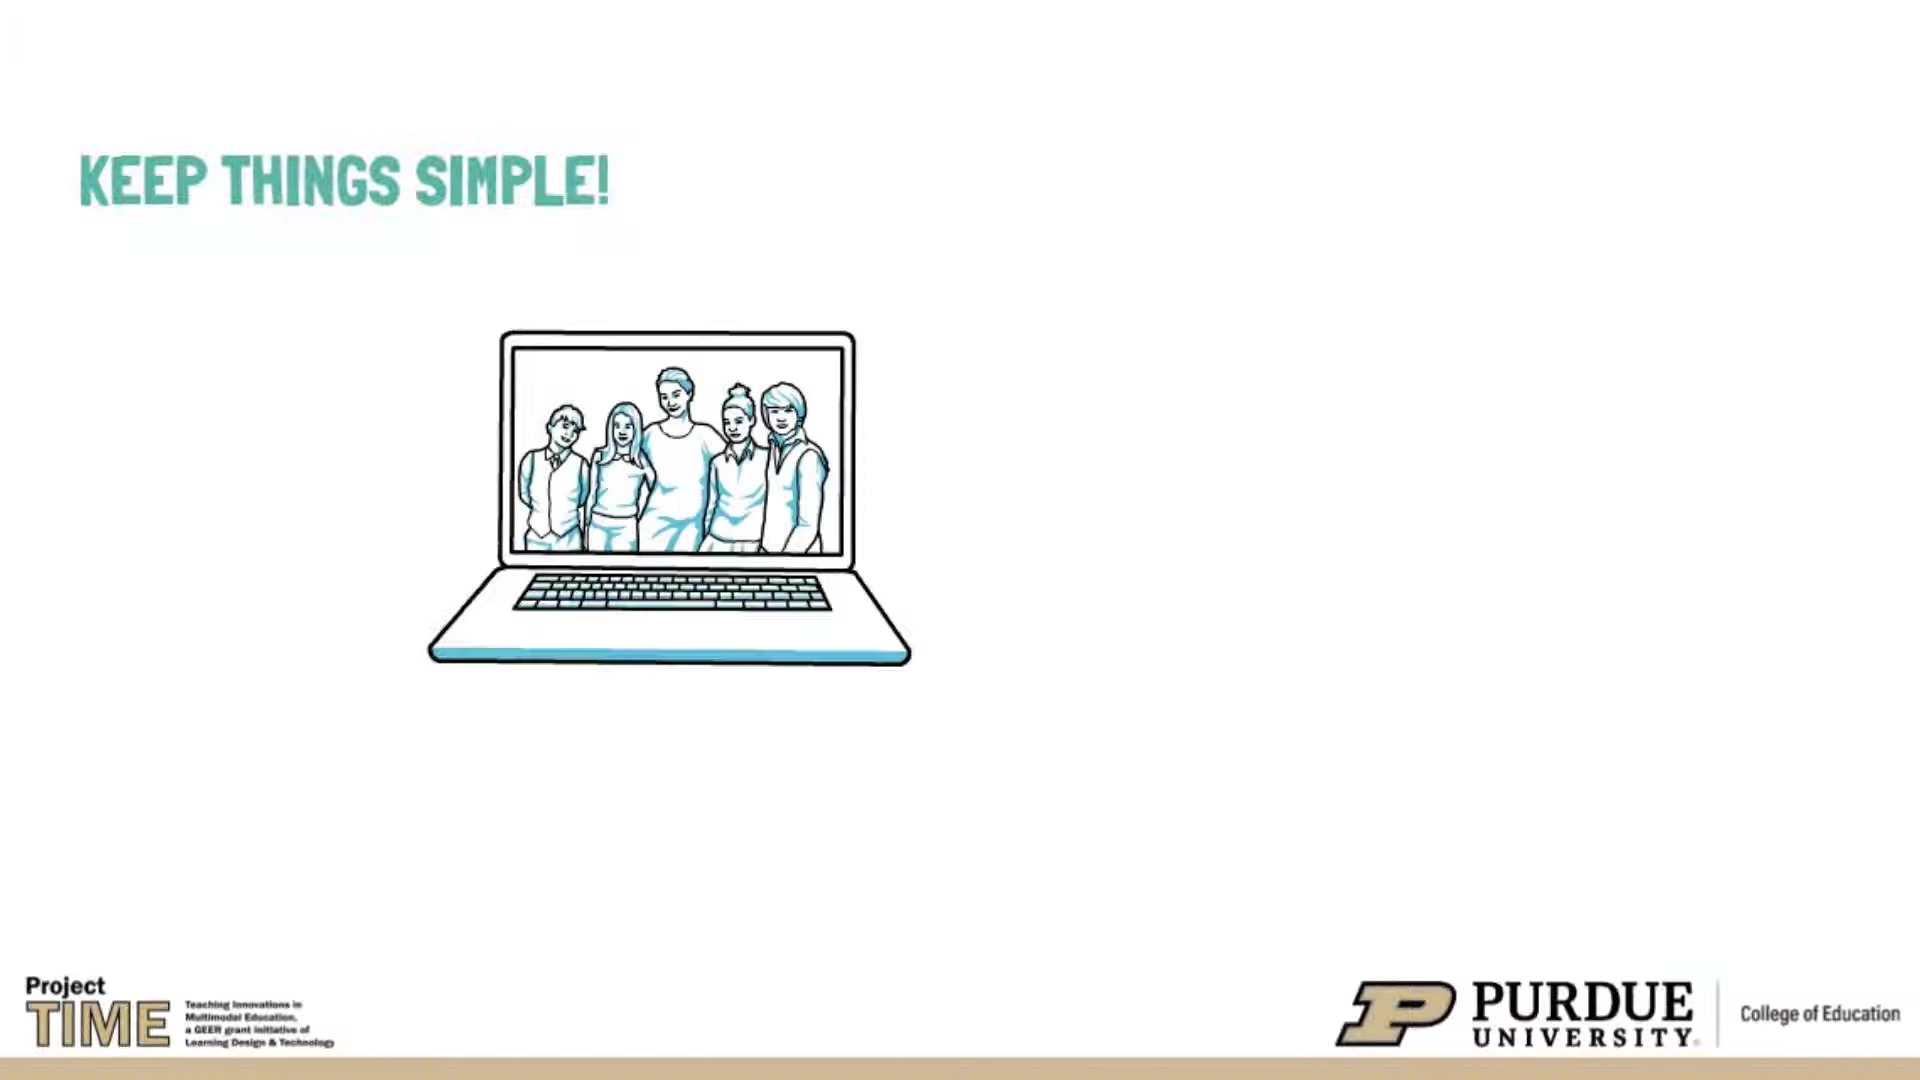 KEEP THINGS SIMPLE!
Project
TIME
Teaching Innovations in
Multimodal Education,
a GEER grant initiative of
Learning Design & Technology
PURDUE
UNIVERSITY®
College of Education